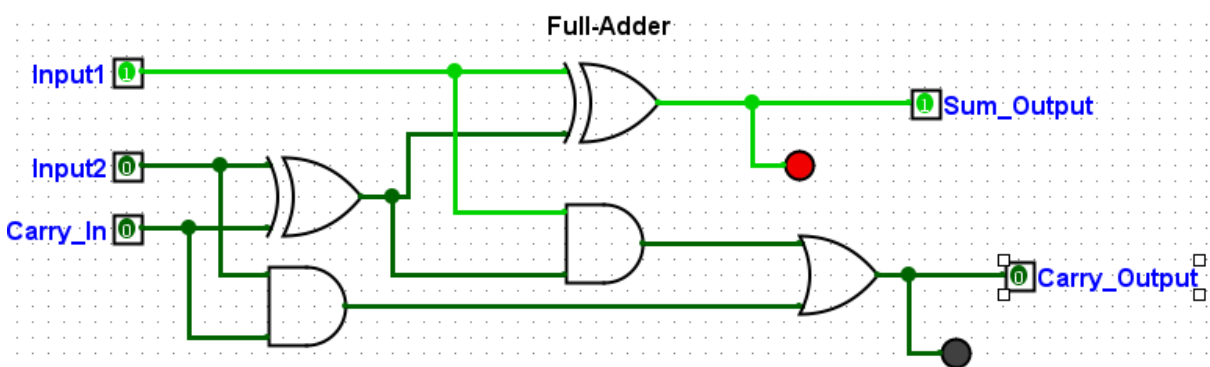 Full-Adder
Input1 1
1 Sum_Output
Input2 0
Carry_In 0
0 Carry_Output